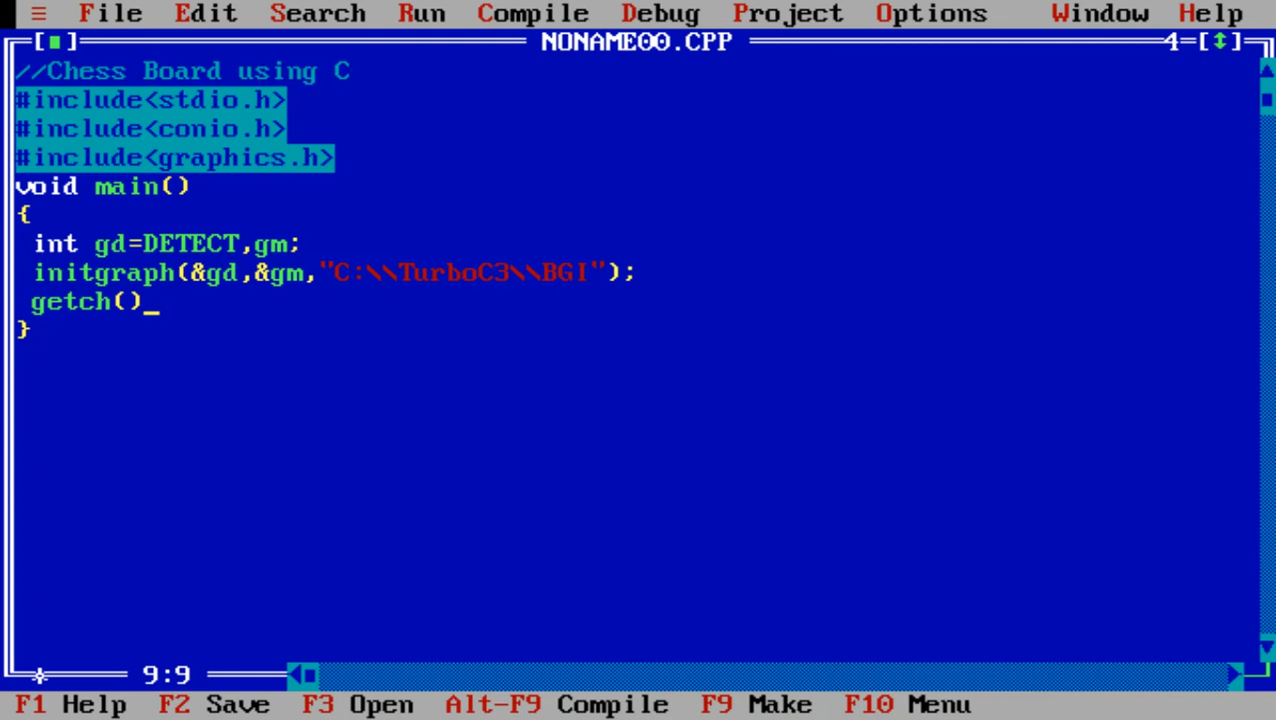 ≡ File Edit Search Run Compile Debug Project Options Window Help
[■] NONAME00.CPP 4=[↕]
//Chess Board using C
#include<stdio.h>
#include<conio.h>
#include<graphics.h>
void main()
{
int gd=DETECT,gm;
initgraph(&gd,&gm,"C:\\TurboC3\\BGI");
getch()_
}
9:9
F1 Help F2 Save F3 Open Alt-F9 Compile F9 Make F10 Menu